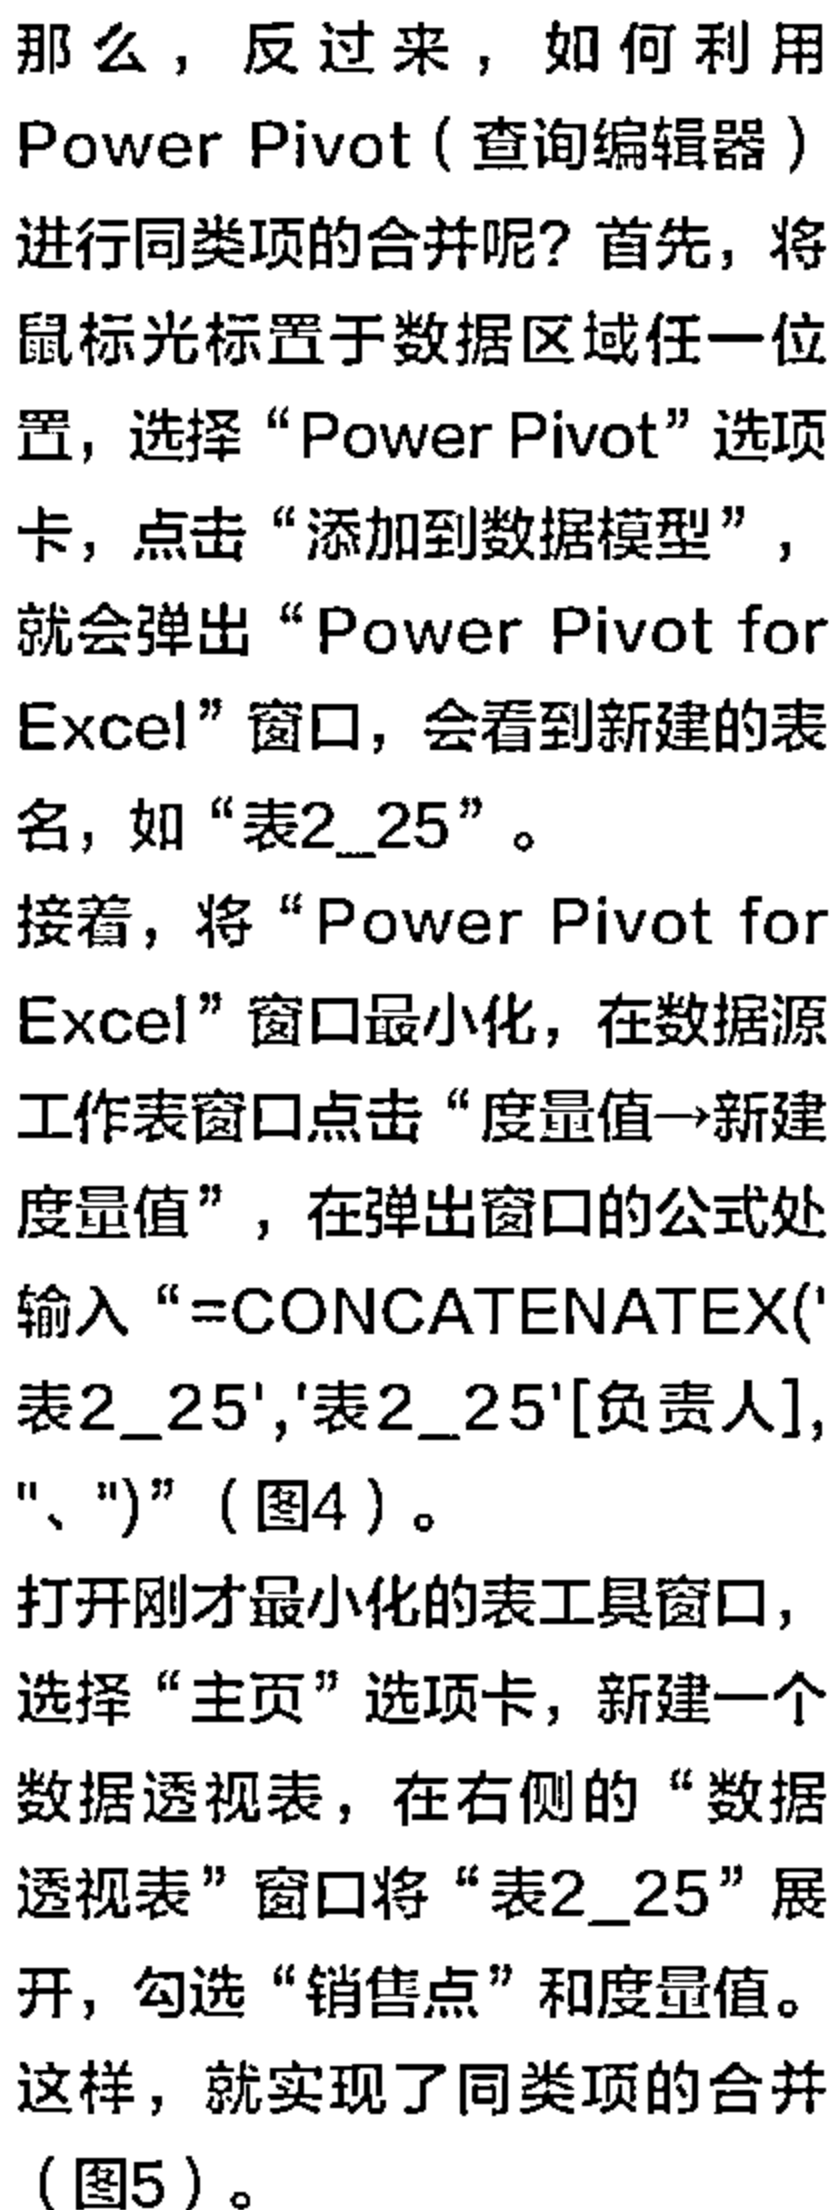 那么，反过来，如何利用
Power Pivot（查询编辑器）
进行同类项的合并呢？首先，将
鼠标光标置于数据区域任一位
置，选择“Power Pivot”选项
卡，点击“添加到数据模型”，
就会弹出“Power Pivot for
Excel”窗口，会看到新建的表
名，如“表2_25”。
接着，将“Power Pivot for
Excel”窗口最小化，在数据源
工作表窗口点击“度量值→新建
度量值”，在弹出窗口的公式处
输入“=CONCATENATEX('
表2_25','表2_25'[负责人],
"、")”（图4）。
打开刚才最小化的表工具窗口，
选择“主页”选项卡，新建一个
数据透视表，在右侧的“数据
透视表”窗口将“表2_25”展
开，勾选“销售点”和度量值。
这样，就实现了同类项的合并
（图5）。